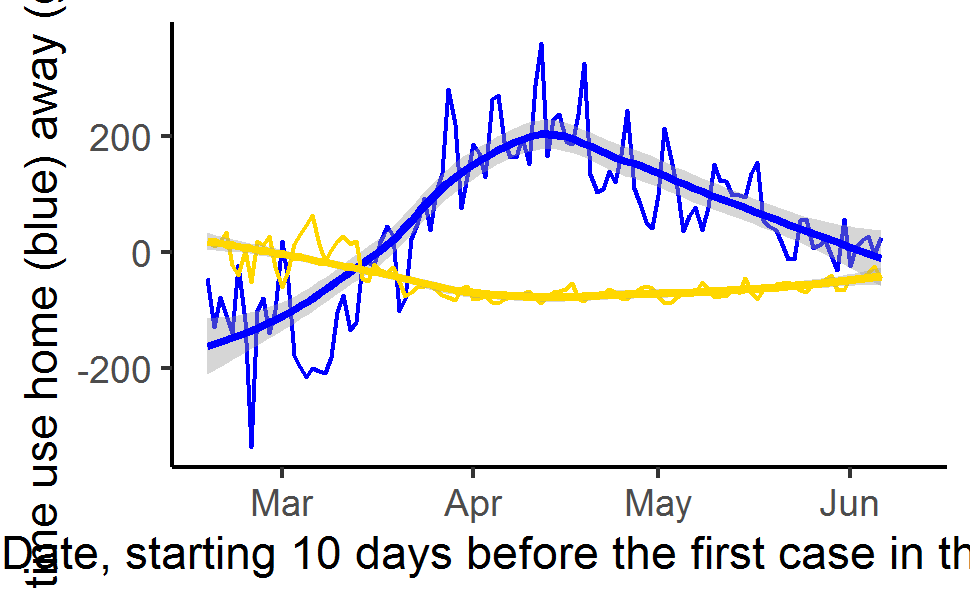 time use home (blue) away (
200
0
-200
Mar Apr May Jun
Date, starting 10 days before the first case in th